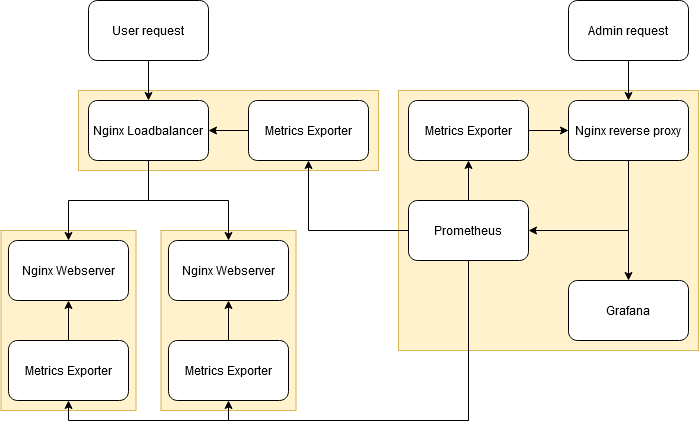 User request
Admin request
Nginx Loadbalancer
Metrics Exporter
Metrics Exporter
Nginx reverse proxy
Prometheus
Nginx Webserver
Nginx Webserver
Grafana
Metrics Exporter
Metrics Exporter